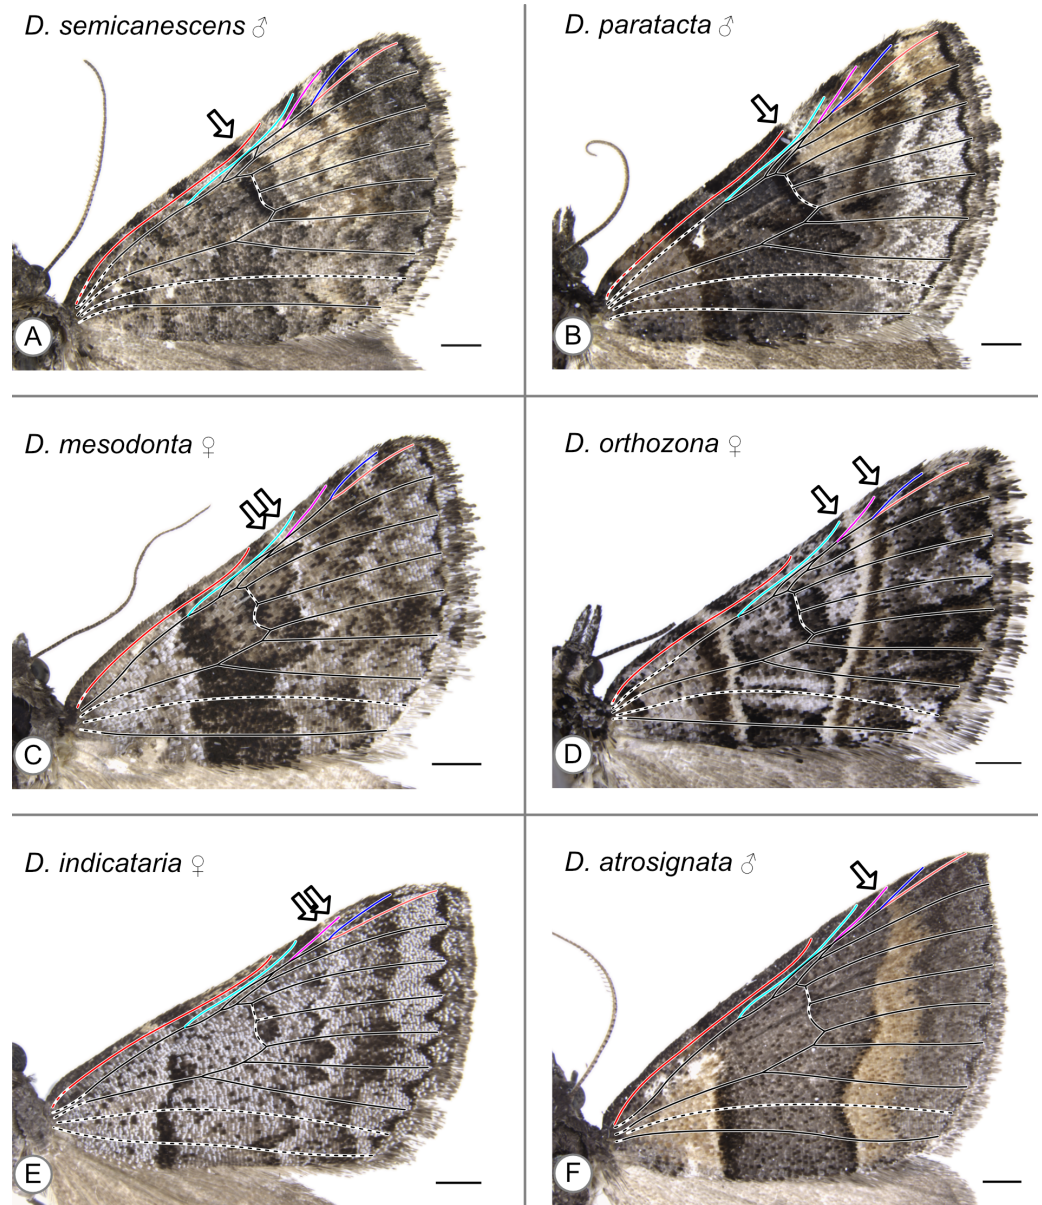 D. semicanescens ♂
D. paratacta ♂
A
B
D. mesodonta ♀
D. orthozona ♀
C
D
D. indicataria ♀
D. atrosignata ♂
E
F